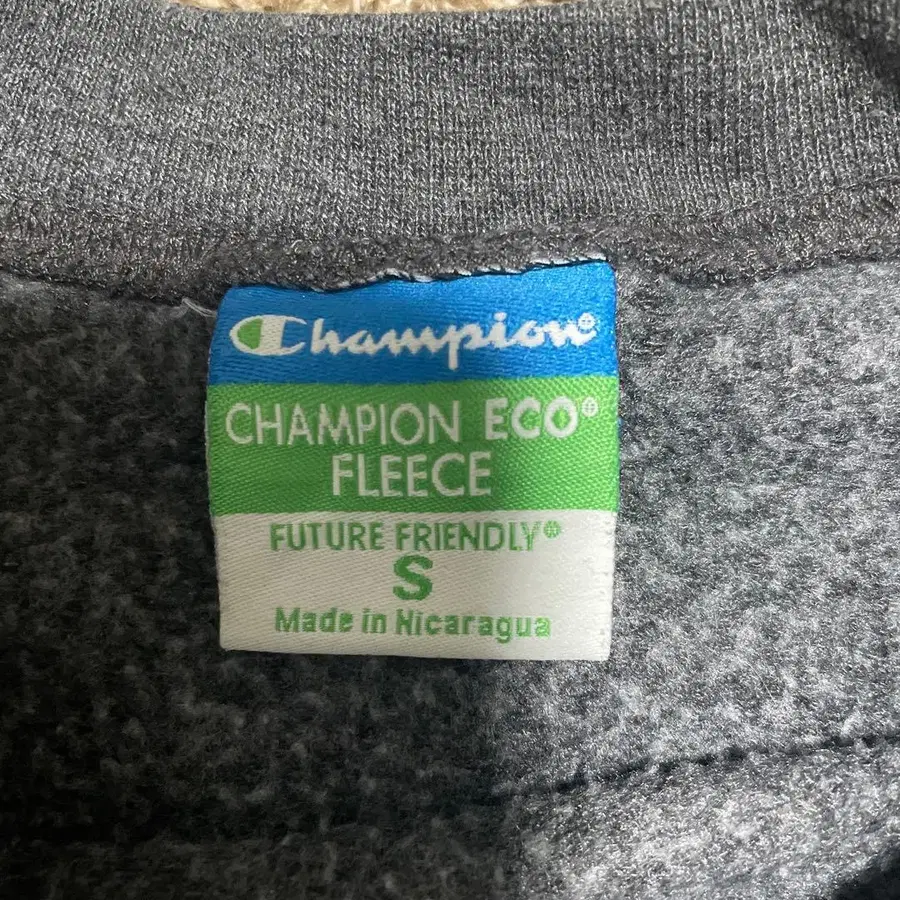 Champion®
CHAMPION ECO®
FLEECE
FUTURE FRIENDLY®
S
Made in Nicaragua